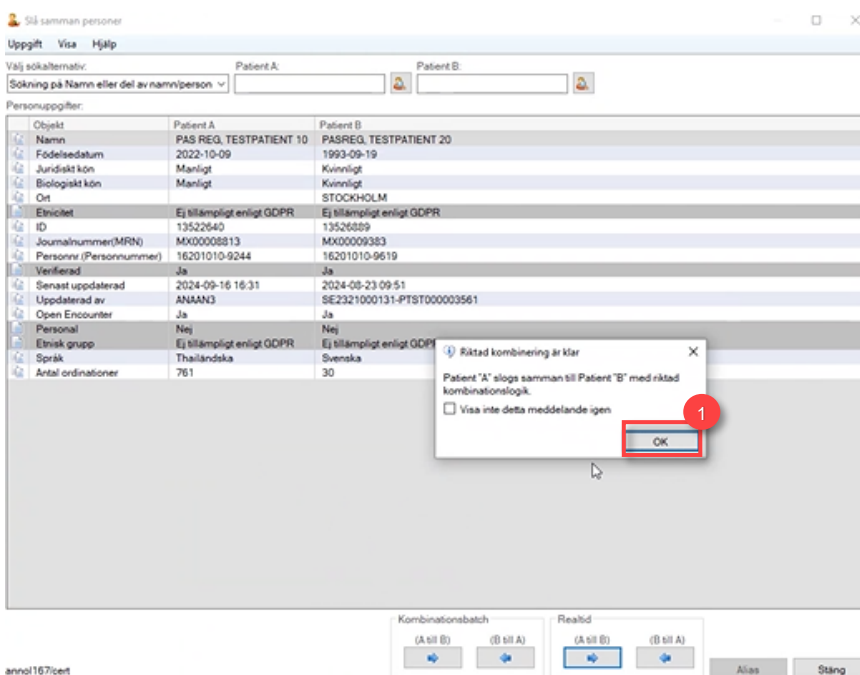 Slå samman personer
Uppgift Visa Hjälp
Välj sökalternativ: Patient A: Patient B:
Sökning på Namn eller del av namn/person
Personuppgifter:
Objekt Patient A Patient B
Namn PAS REG, TESTPATIENT 10 PASREG, TESTPATIENT 20
Födelsedatum 2022-10-09 1993-09-19
Juridiskt kön Manligt Kvinnligt
Biologiskt kön Manligt Kvinnligt
Ort STOCKHOLM
Etnicitet Ej tillämpligt enligt GDPR Ej tillämpligt enligt GDPR
ID 13522640 13526889
Journalnummer(MRN) MX00008813 MX00009383
Personnr.(Personnummer) 16201010-9244 16201010-9619
Verifierad Ja Ja
Senast uppdaterad 2024-09-16 16:31 2024-08-23 09:51
Uppdaterad av ANAAN3 SE2321000131-PTST000003561
Open Encounter Ja Ja
Personal Nej Nej
Etnisk grupp Ej tillämpligt enligt GDPR Ej tillämpligt enligt GDPR
Språk Thailändska Svenska
Antal ordinationer 761 30
Riktad kombinering är klar
Patient "A" slogs samman till Patient "B" med riktad
kombinationslogik.
Visa inte detta meddelande igen
1
OK
Kombinationsbatch Realtid
(A till B) (B till A) (A till B) (B till A)
annol167/cert Alias Stäng